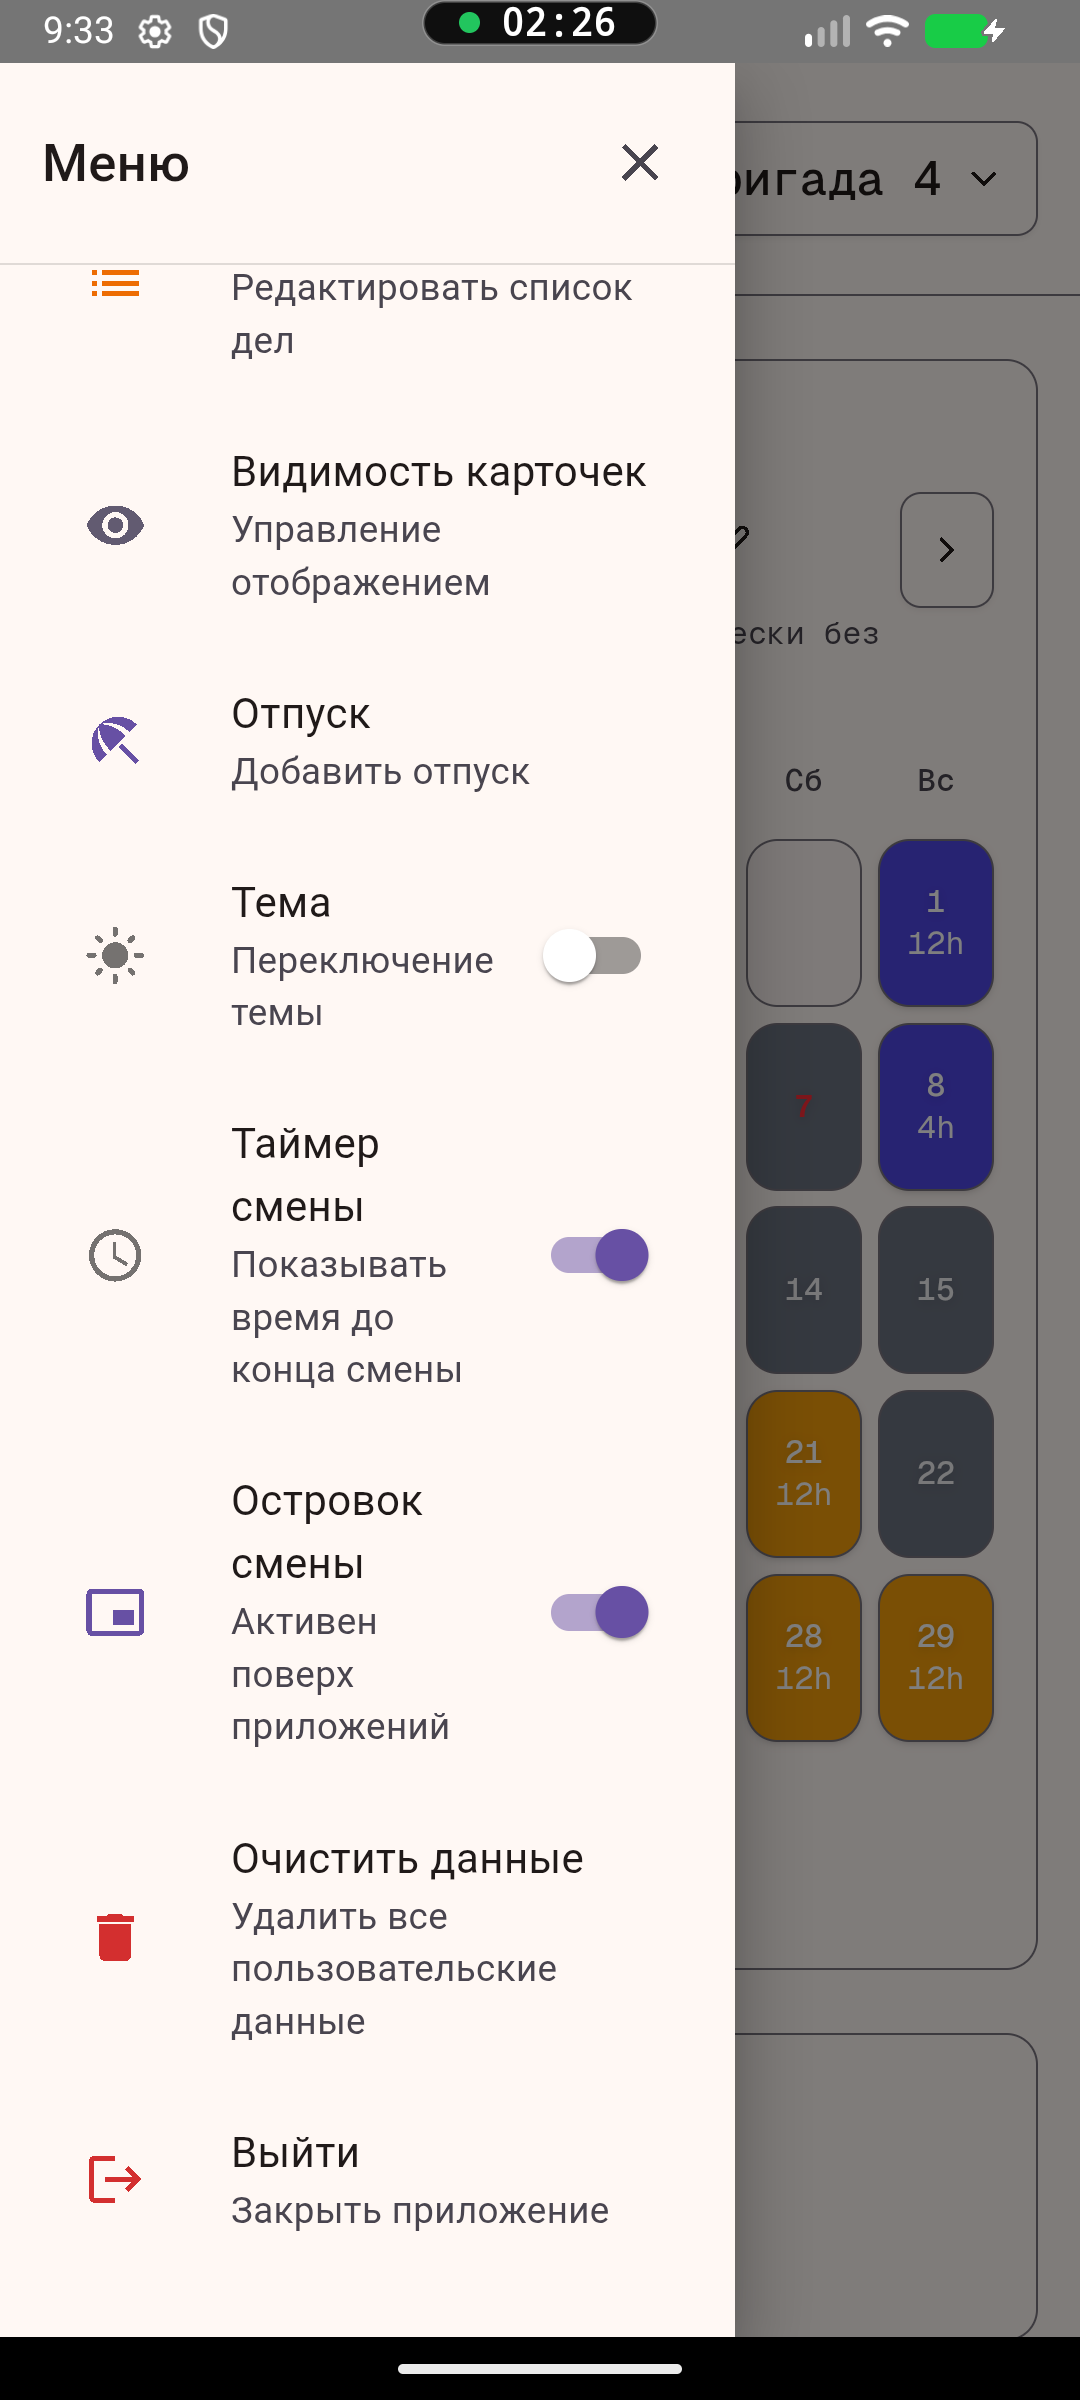 9:33
02:26
Меню
ригада 4
Редактировать список
дел
Видимость карточек
Управление
отображением
ески без
Отпуск
Добавить отпуск
Сб Вс
Тема
Переключение
темы
1
12h
7
8
4h
Таймер
смены
Показывать
время до
конца смены
14
15
Островок
смены
Активен
поверх
приложений
21
12h
22
28
12h
29
12h
Очистить данные
Удалить все
пользовательские
данные
Выйти
Закрыть приложение